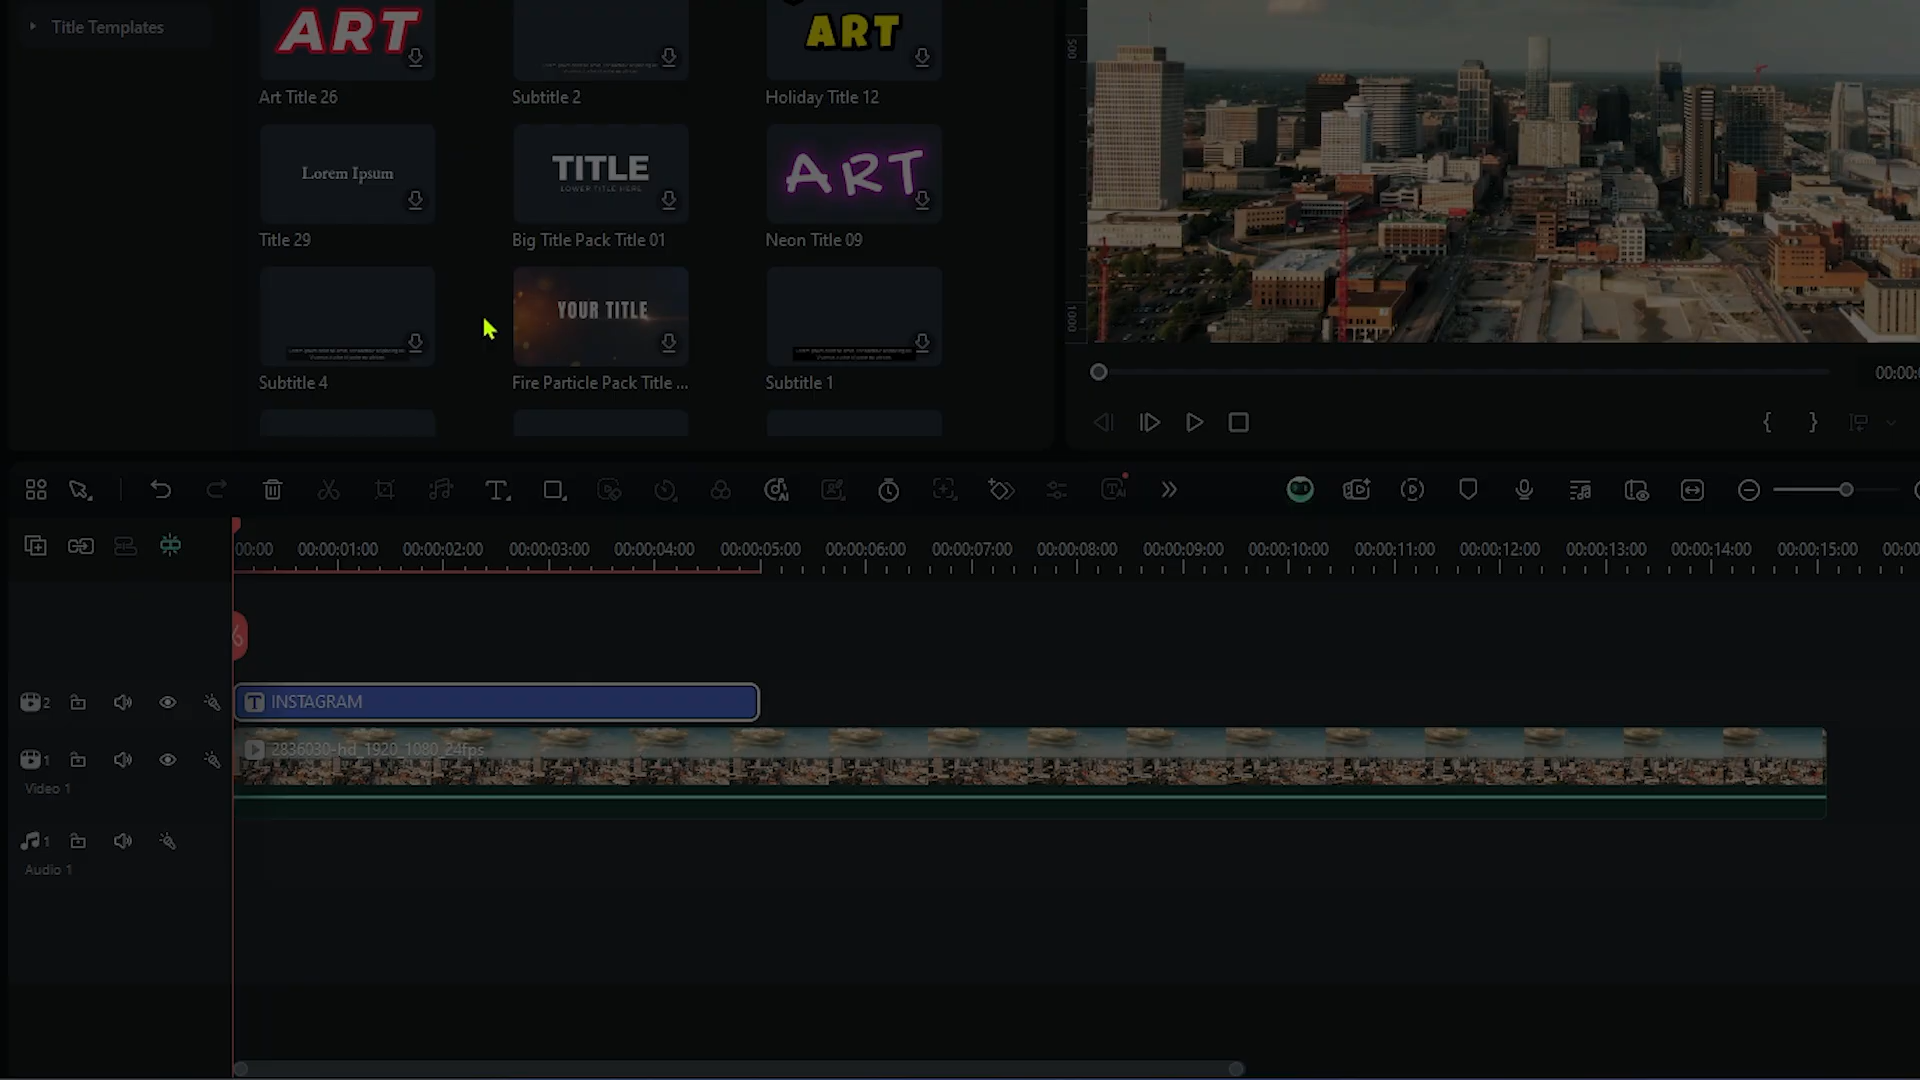 Title Templates
ART
ART
Art Title 26
Subtitle 2
Holiday Title 12
Lorem Ipsum
TITLE
LOWER TITLE HERE
ART
Title 29
Big Title Pack Title 01
Neon Title 09
YOUR TITLE
Subtitle 4
Fire Particle Pack Title ...
Subtitle 1
500
1000
00:00:0
00:00 00:00:01:00 00:00:02:00 00:00:03:00 00:00:04:00 00:00:05:00 00:00:06:00 00:00:07:00 00:00:08:00 00:00:09:00 00:00:10:00 00:00:11:00 00:00:12:00 00:00:13:00 00:00:14:00 00:00:15:00 00:00
2 T INSTAGRAM
1 2836030-hd_1920_1080_24fps
Video 1
1
Audio 1